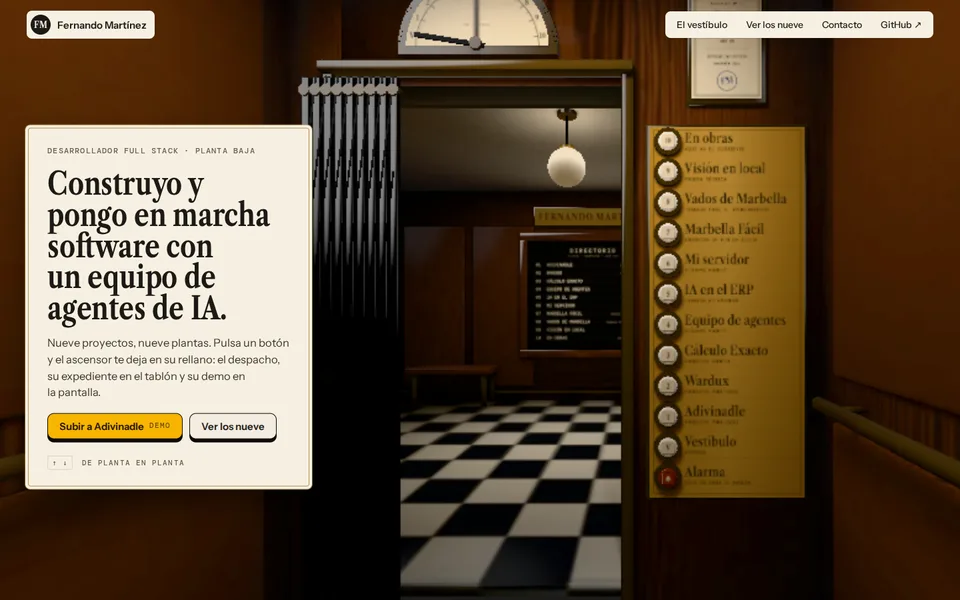 FM Fernando Martínez
El vestíbulo Ver los nueve Contacto GitHub ↗
DESARROLLADOR FULL STACK · PLANTA BAJA
Construyo y
pongo en marcha
software con
un equipo de
agentes de IA.
Nueve proyectos, nueve plantas. Pulsa un botón
y el ascensor te deja en su rellano: el despacho,
su expediente en el tablón y su demo en
la pantalla.
Subir a Adivinadle DEMO
Ver los nueve
↑ ↓ DE PLANTA EN PLANTA
FERNANDO MART
DIRECTORIO
En obras
Visión en local
Vados de Marbella
Marbella Fácil
Mi servidor
IA en el ERP
Equipo de agentes
Cálculo Exacto
Wardux
Adivinadle
Vestíbulo
Alarma